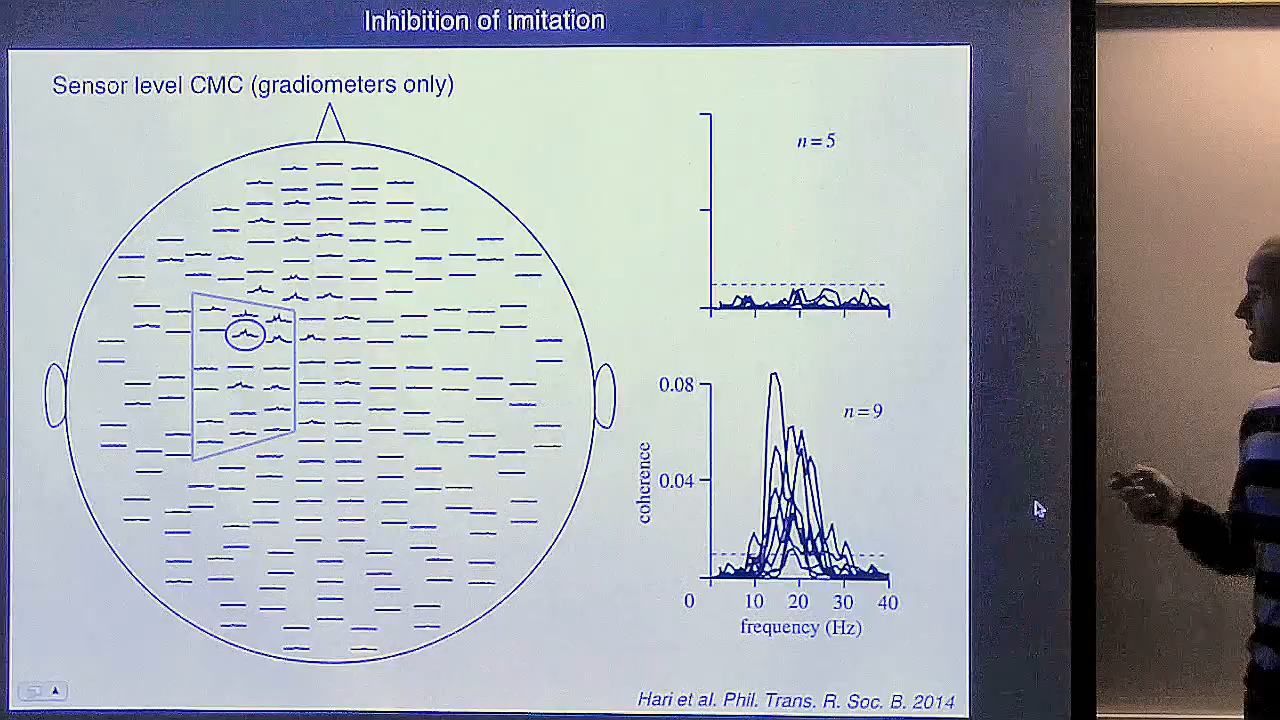 Inhibition of imitation
Sensor level CMC (gradiometers only)
n = 5
0.08
n = 9
coherence
0.04
0 10 20 30 40
frequency (Hz)
Hari et al. Phil. Trans. R. Soc. B. 2014